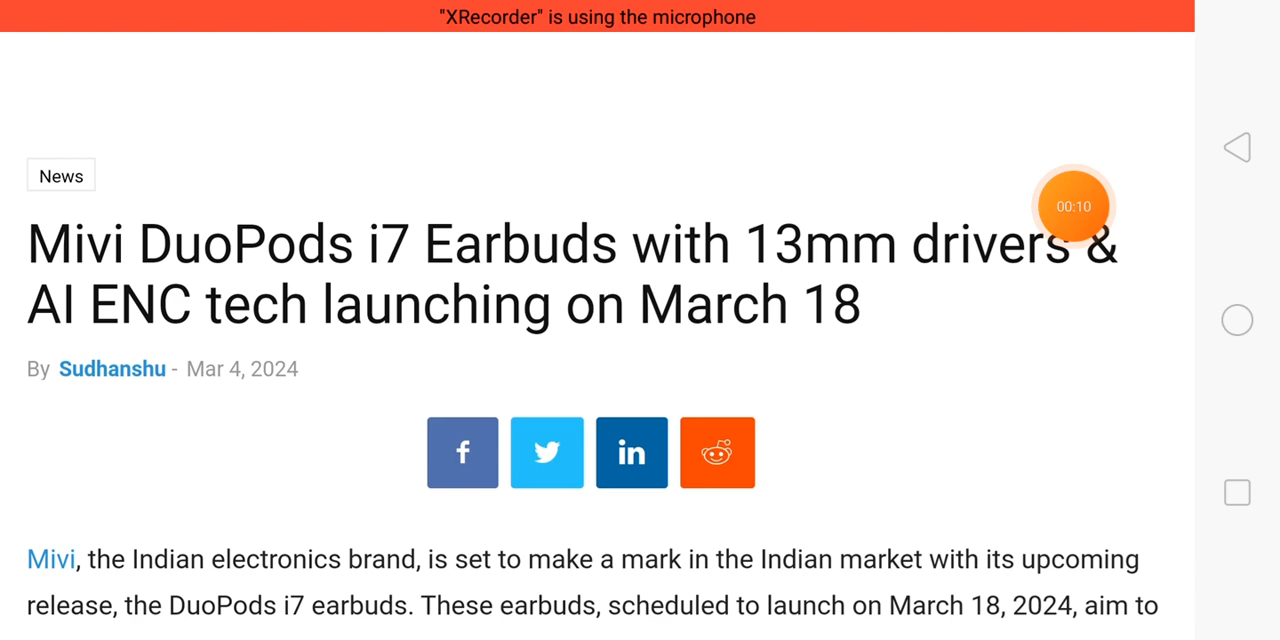 "XRecorder" is using the microphone
News
00:10
Mivi DuoPods i7 Earbuds with 13mm drivers &
AI ENC tech launching on March 18
By Sudhanshu - Mar 4, 2024
f
in
Mivi, the Indian electronics brand, is set to make a mark in the Indian market with its upcoming
release, the DuoPods i7 earbuds. These earbuds, scheduled to launch on March 18, 2024, aim to